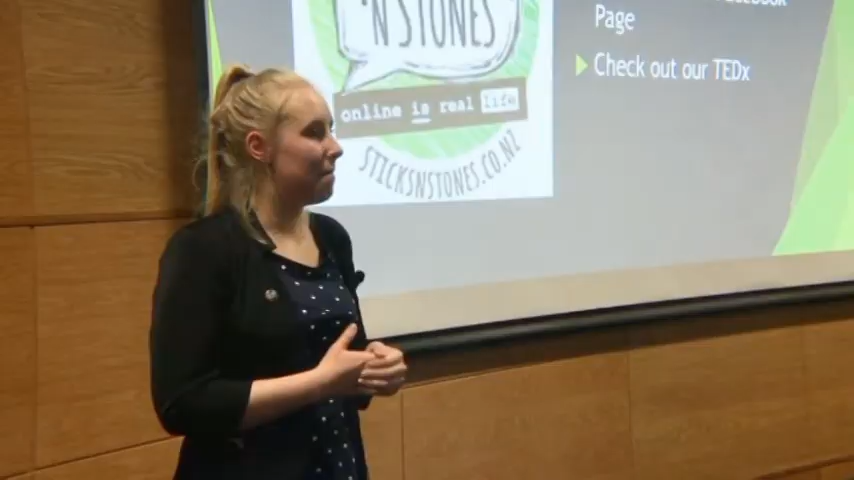 'N STONES
Page
Check out our TEDx
online is real life
STICKSNSTONES.CO.NZ